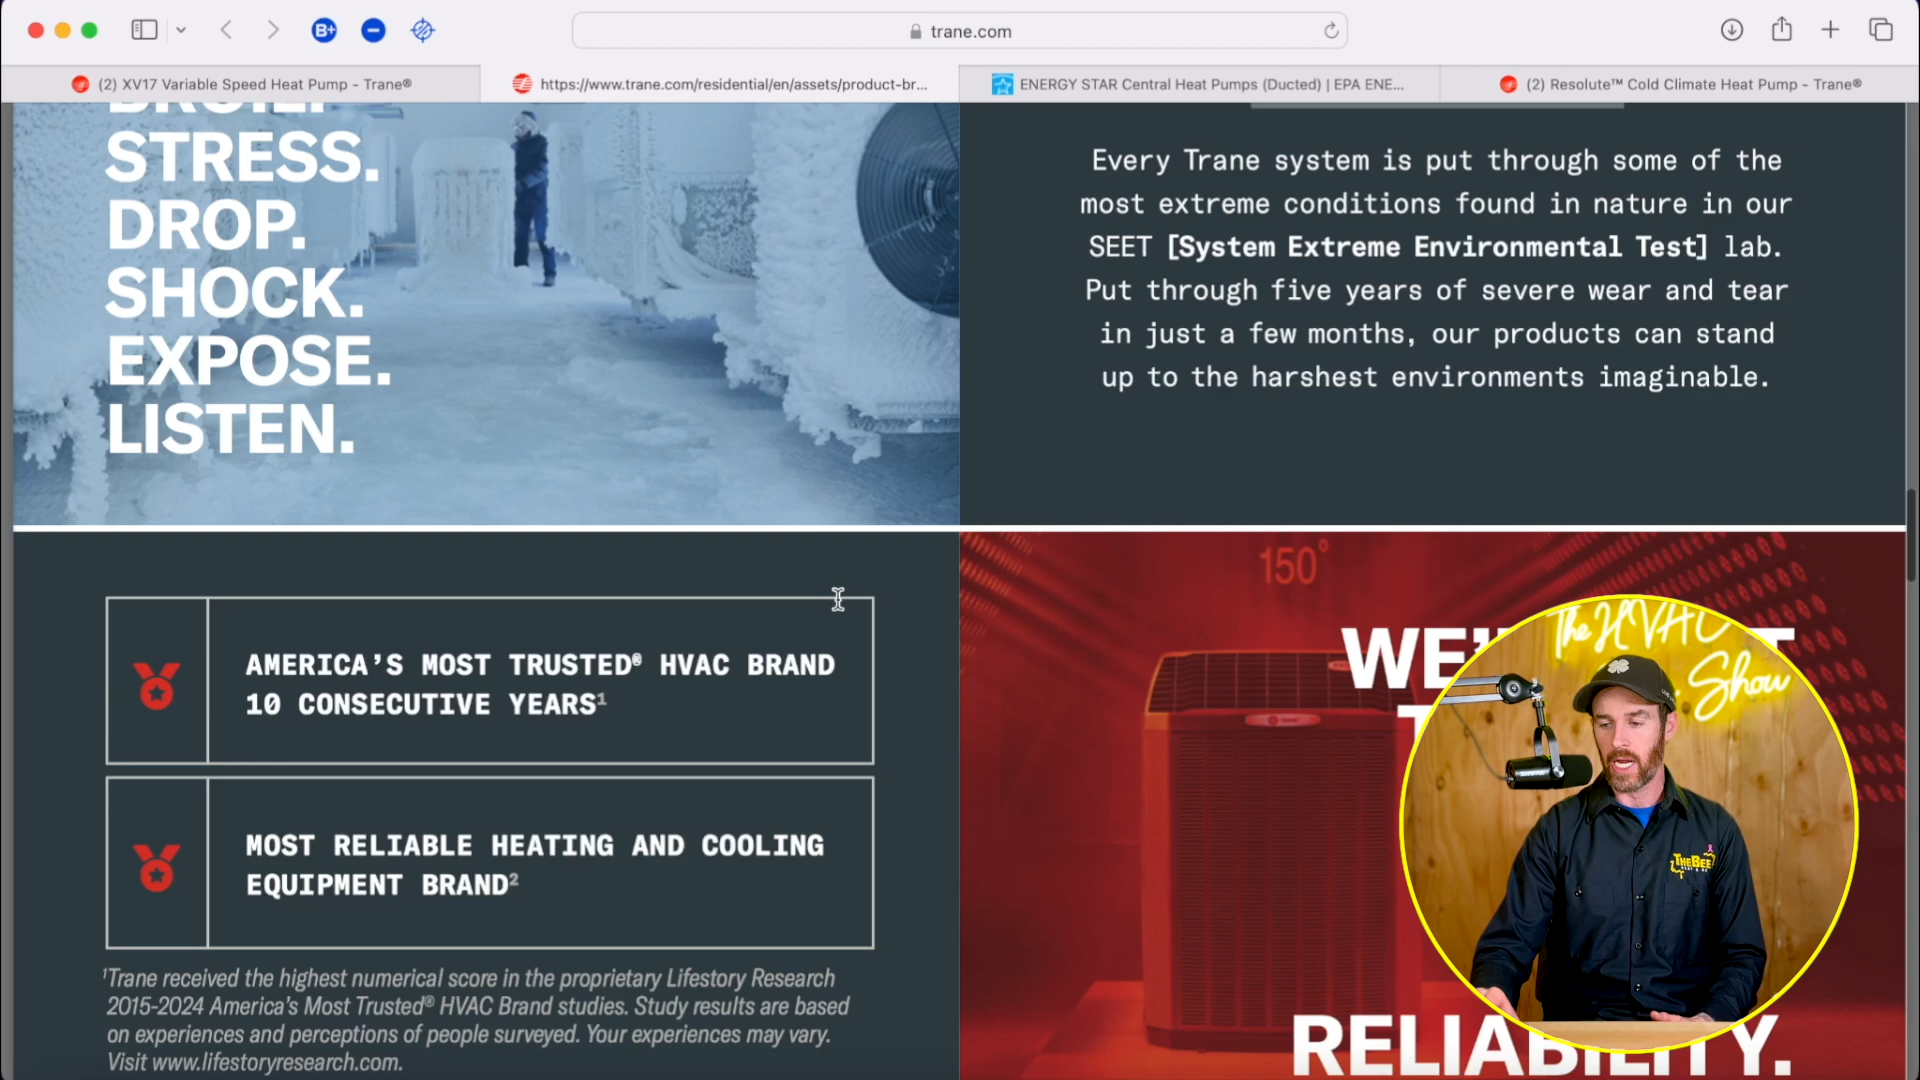 trane.com
(2) XV17 Variable Speed Heat Pump - Trane®
https://www.trane.com/residential/en/assets/product-br...
ENERGY STAR Central Heat Pumps (Ducted) | EPA ENE...
(2) Resolute™ Cold Climate Heat Pump - Trane®
BROIL.
STRESS.
DROP.
SHOCK.
EXPOSE.
LISTEN.
Every Trane system is put through some of the
most extreme conditions found in nature in our
SEET [System Extreme Environmental Test] lab.
Put through five years of severe wear and tear
in just a few months, our products can stand
up to the harshest environments imaginable.
AMERICA'S MOST TRUSTED® HVAC BRAND
10 CONSECUTIVE YEARS¹
MOST RELIABLE HEATING AND COOLING
EQUIPMENT BRAND²
¹Trane received the highest numerical score in the proprietary Lifestory Research
2015-2024 America's Most Trusted® HVAC Brand studies. Study results are based
on experiences and perceptions of people surveyed. Your experiences may vary.
Visit www.lifestoryresearch.com.
150°
RELIABILITY.
The HVAC
Show
THE BEE